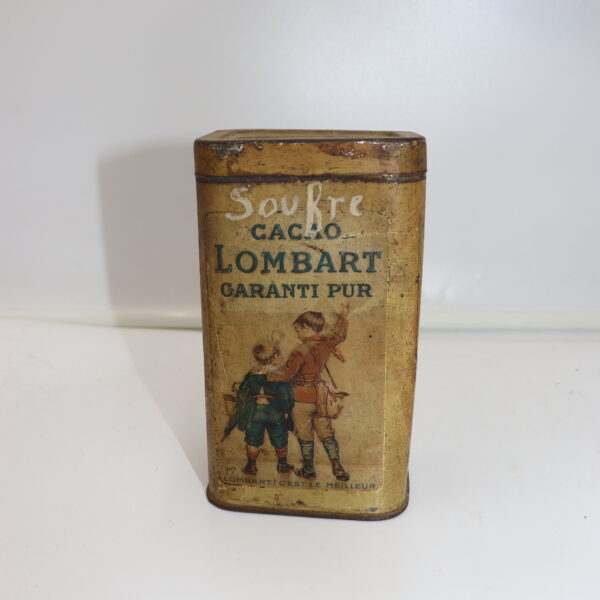 Soufre
CACAO
LOMBART
GARANTI PUR
LOMBART! C'EST LE MEILLEUR